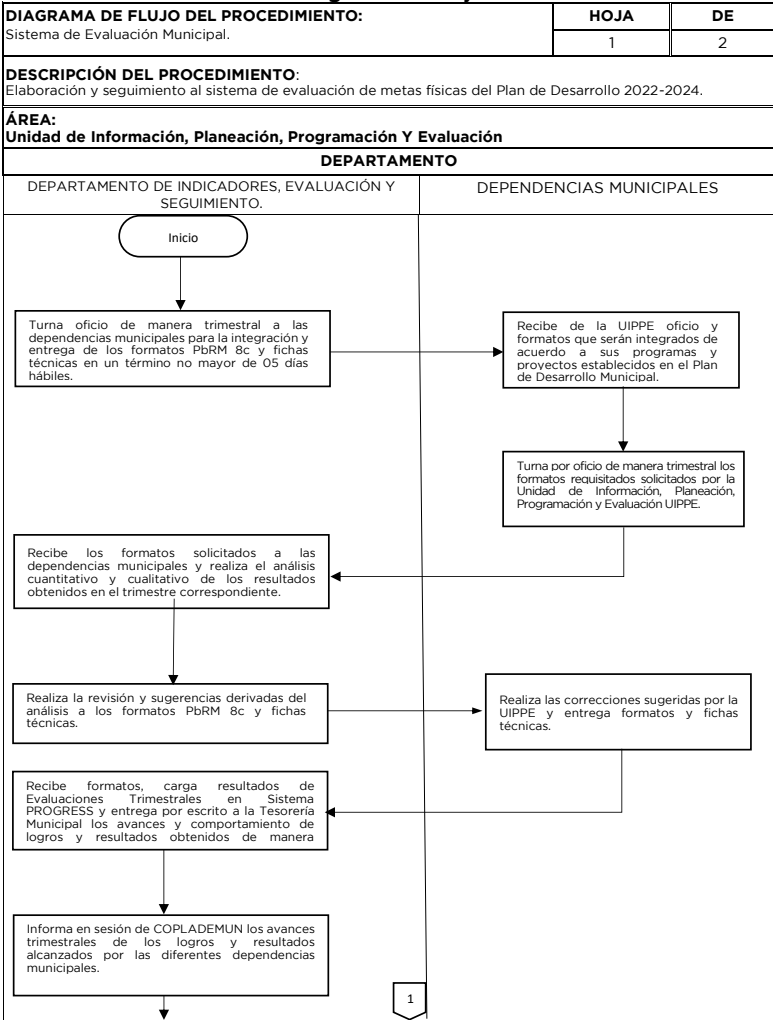 DIAGRAMA DE FLUJO DEL PROCEDIMIENTO:
Sistema de Evaluación Municipal.
HOJA
DE
1
2
DESCRIPCIÓN DEL PROCEDIMIENTO:
Elaboración y seguimiento al sistema de evaluación de metas físicas del Plan de Desarrollo 2022-2024.
ÁREA:
Unidad de Información, Planeación, Programación Y Evaluación
DEPARTAMENTO
DEPARTAMENTO DE INDICADORES, EVALUACIÓN Y
SEGUIMIENTO.
DEPENDENCIAS MUNICIPALES
Inicio
Turna oficio de manera trimestral a las
dependencias municipales para la integración y
entrega de los formatos PbRM 8c y fichas
técnicas en un término no mayor de 05 días
hábiles.
Recibe de la UIPPE oficio y
formatos que serán integrados de
acuerdo a sus programas y
proyectos establecidos en el Plan
de Desarrollo Municipal.
Turna por oficio de manera trimestral los
formatos requisitados solicitados por la
Unidad de Información, Planeación,
Programación y Evaluación UIPPE.
Recibe los formatos solicitados a las
dependencias municipales y realiza el análisis
cuantitativo y cualitativo de los resultados
obtenidos en el trimestre correspondiente.
Realiza la revisión y sugerencias derivadas del
análisis a los formatos PbRM 8c y fichas
técnicas.
Realiza las correcciones sugeridas por la
UIPPE y entrega formatos y fichas
técnicas.
Recibe formatos, carga resultados de
Evaluaciones Trimestrales en Sistema
PROGRESS y entrega por escrito a la Tesorería
Municipal los avances y comportamiento de
logros y resultados obtenidos de manera
Informa en sesión de COPLADEMUN los avances
trimestrales de los logros y resultados
alcanzados por las diferentes dependencias
municipales.
1